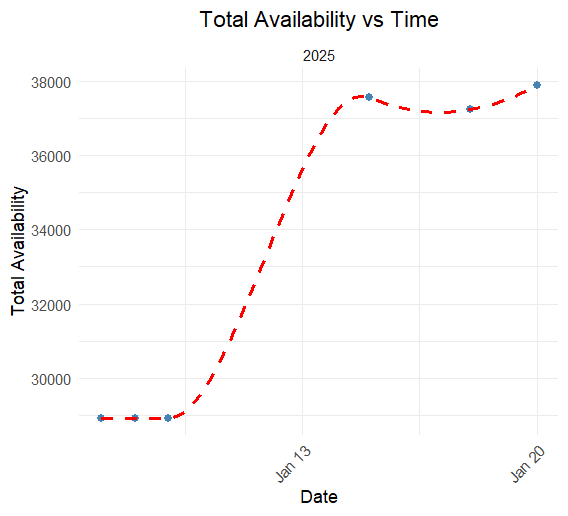 Total Availability vs Time
2025
38000
36000
34000
32000
30000
Total Availability
Jan 13
Jan 20
Date